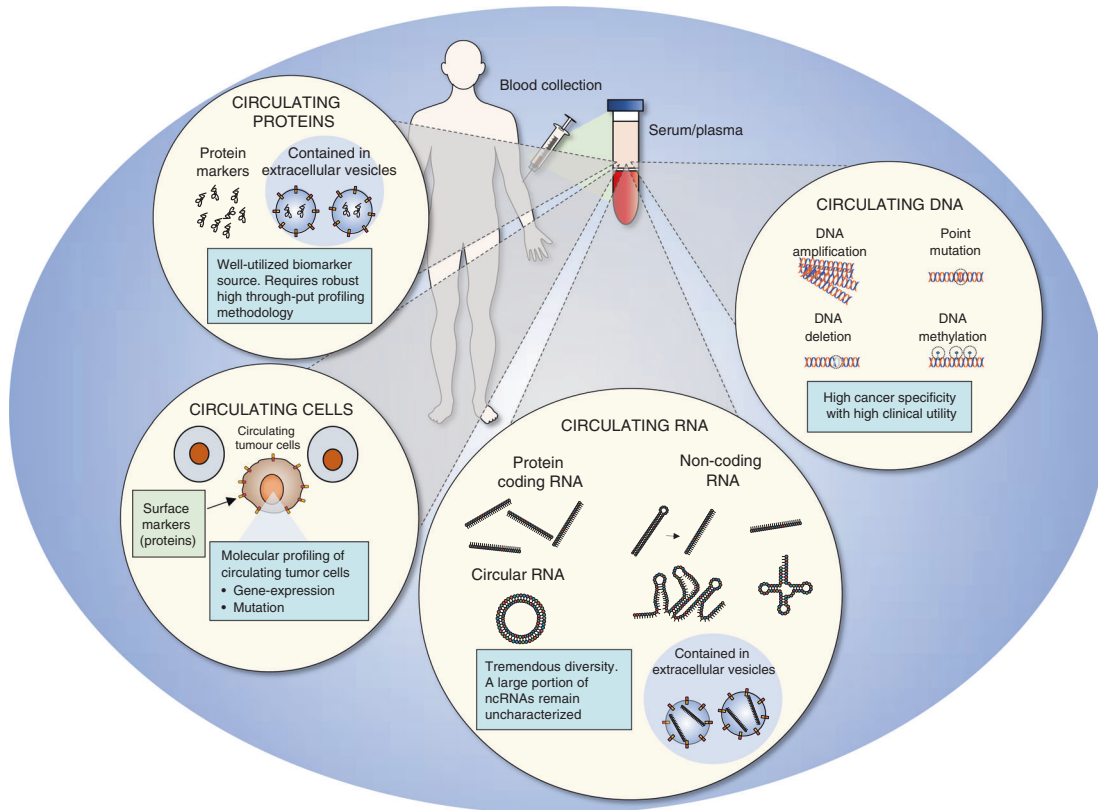 Blood collection
Serum/plasma
CIRCULATING
PROTEINS
Protein
markers
Contained in
extracellular vesicles
Well-utilized biomarker
source. Requires robust
high through-put profiling
methodology
CIRCULATING DNA
DNA
amplification
Point
mutation
DNA
deletion
DNA
methylation
High cancer specificity
with high clinical utility
CIRCULATING CELLS
Circulating
tumour cells
Surface
markers
(proteins)
Molecular profiling of
circulating tumor cells
• Gene-expression
• Mutation
CIRCULATING RNA
Protein
coding RNA
Non-coding
RNA
Circular RNA
Tremendous diversity.
A large portion of
ncRNAs remain
uncharacterized
Contained in
extracellular vesicles